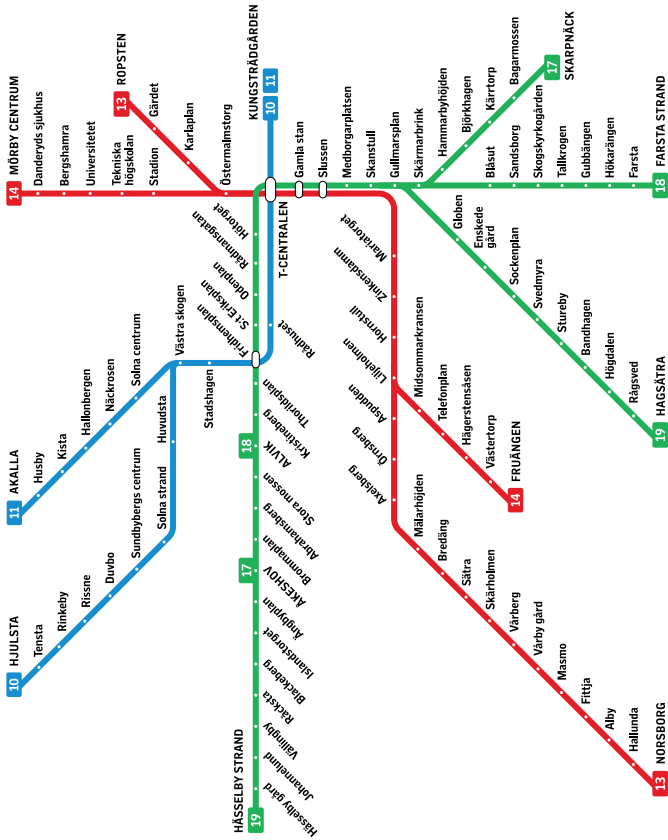 14 MÖRBY CENTRUM
Danderyds sjukhus
Bergshamra
Universitetet
Tekniska
högskolan
Stadion
13 ROPSTEN
Gärdet
Karlaplan
Östermalmstorg
KUNGSTRÄDGÅRDEN
10 11
T-CENTRALEN
Gamla stan
Slussen
Medborgarplatsen
Skanstull
Gullmarsplan
Skärmarbrink
Hammarbyhöjden
Björkhagen
Kärrtorp
Bagarmossen
17 SKARPNÄCK
Blåsut
Sandsborg
Skogskyrkogården
Tallkrogen
Gubbängen
Hökarängen
Farsta
18 FARSTA STRAND
Globen
Enskede
gård
Sockenplan
Svedmyra
Stureby
Bandhagen
Högdalen
Rågsved
19 HAGSÄTRA
Hötorget
Rådmansgatan
Odenplan
S:t Eriksplan
Fridhemsplan
Rådhuset
Thorildsplan
Kristineberg
18 ALVIK
Stora mossen
Abrahamsberg
Brommaplan
17 ÅKESHOV
Ängbyplan
Islandstorget
Blackeberg
Råcksta
Vällingby
Johannelund
Hässelby gård
19 HÄSSELBY STRAND
Stadshagen
Västra skogen
Solna centrum
Näckrosen
Hallonbergen
Kista
Husby
11 AKALLA
Huvudsta
Solna strand
Sundbybergs centrum
Duvbo
Rissne
Rinkeby
Tensta
10 HJULSTA
Mariatorget
Zinkensdamm
Hornstull
Liljeholmen
Midsommarkransen
Telefonplan
Hägerstensåsen
Västertorp
14 FRUÄNGEN
Aspudden
Örnsberg
Axelsberg
Mälarhöjden
Bredäng
Sätra
Skärholmen
Vårberg
Vårby gård
Masmo
Fittja
Alby
Hallunda
13 NORSBORG